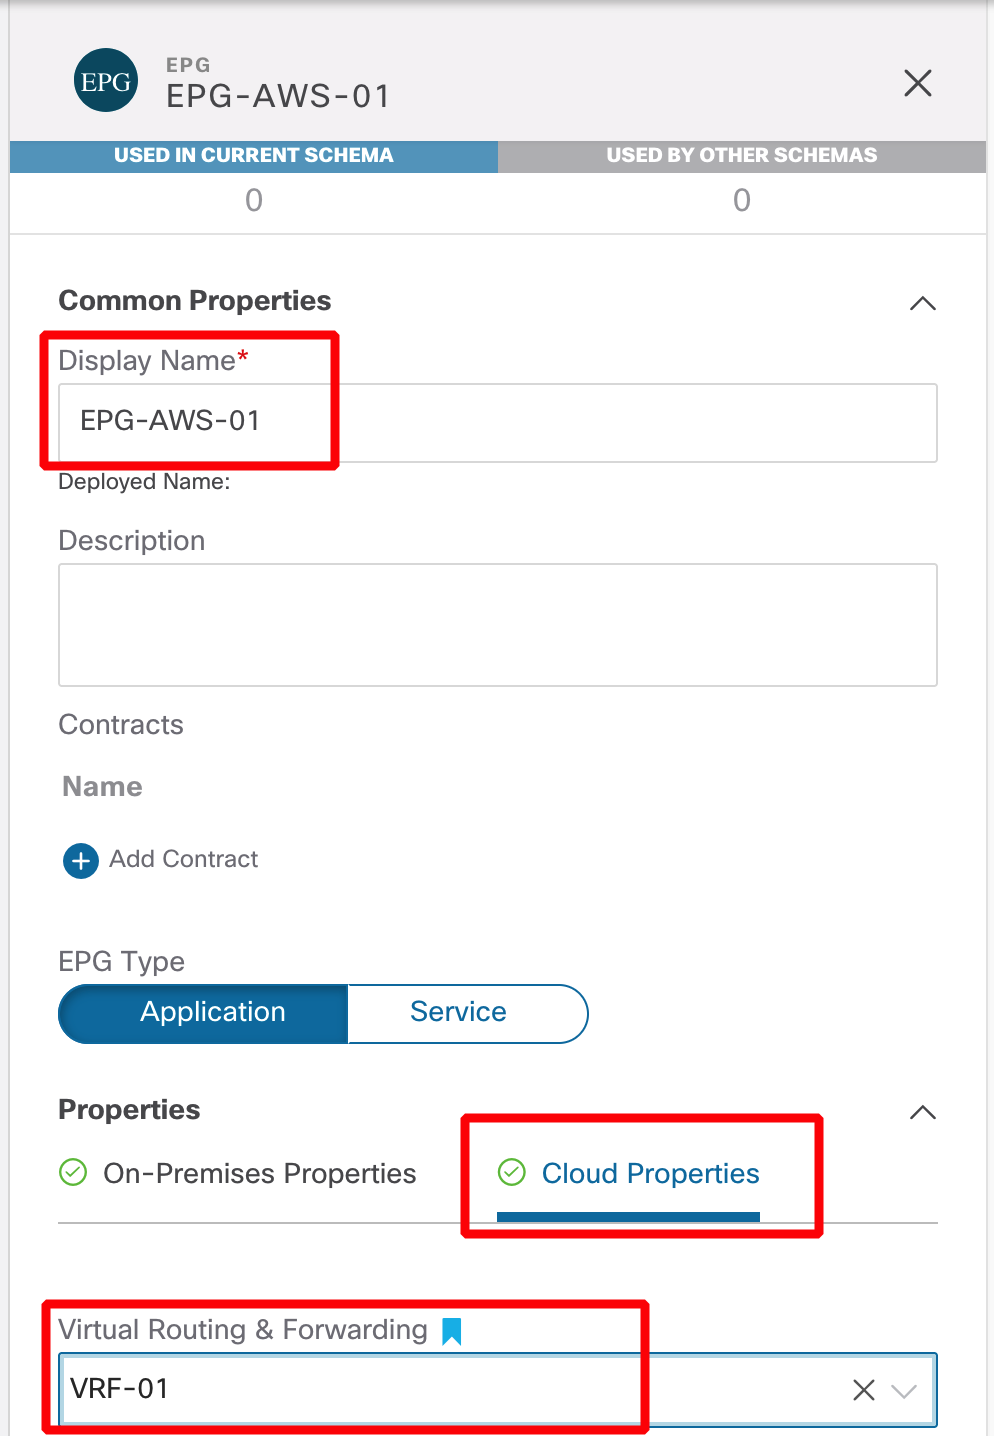 EPG
EPG
EPG-AWS-01
USED IN CURRENT SCHEMA
USED BY OTHER SCHEMAS
0
0
Common Properties
Display Name*
EPG-AWS-01
Deployed Name:
Description
Contracts
Name
Add Contract
EPG Type
Application
Service
Properties
On-Premises Properties
Cloud Properties
Virtual Routing & Forwarding
VRF-01